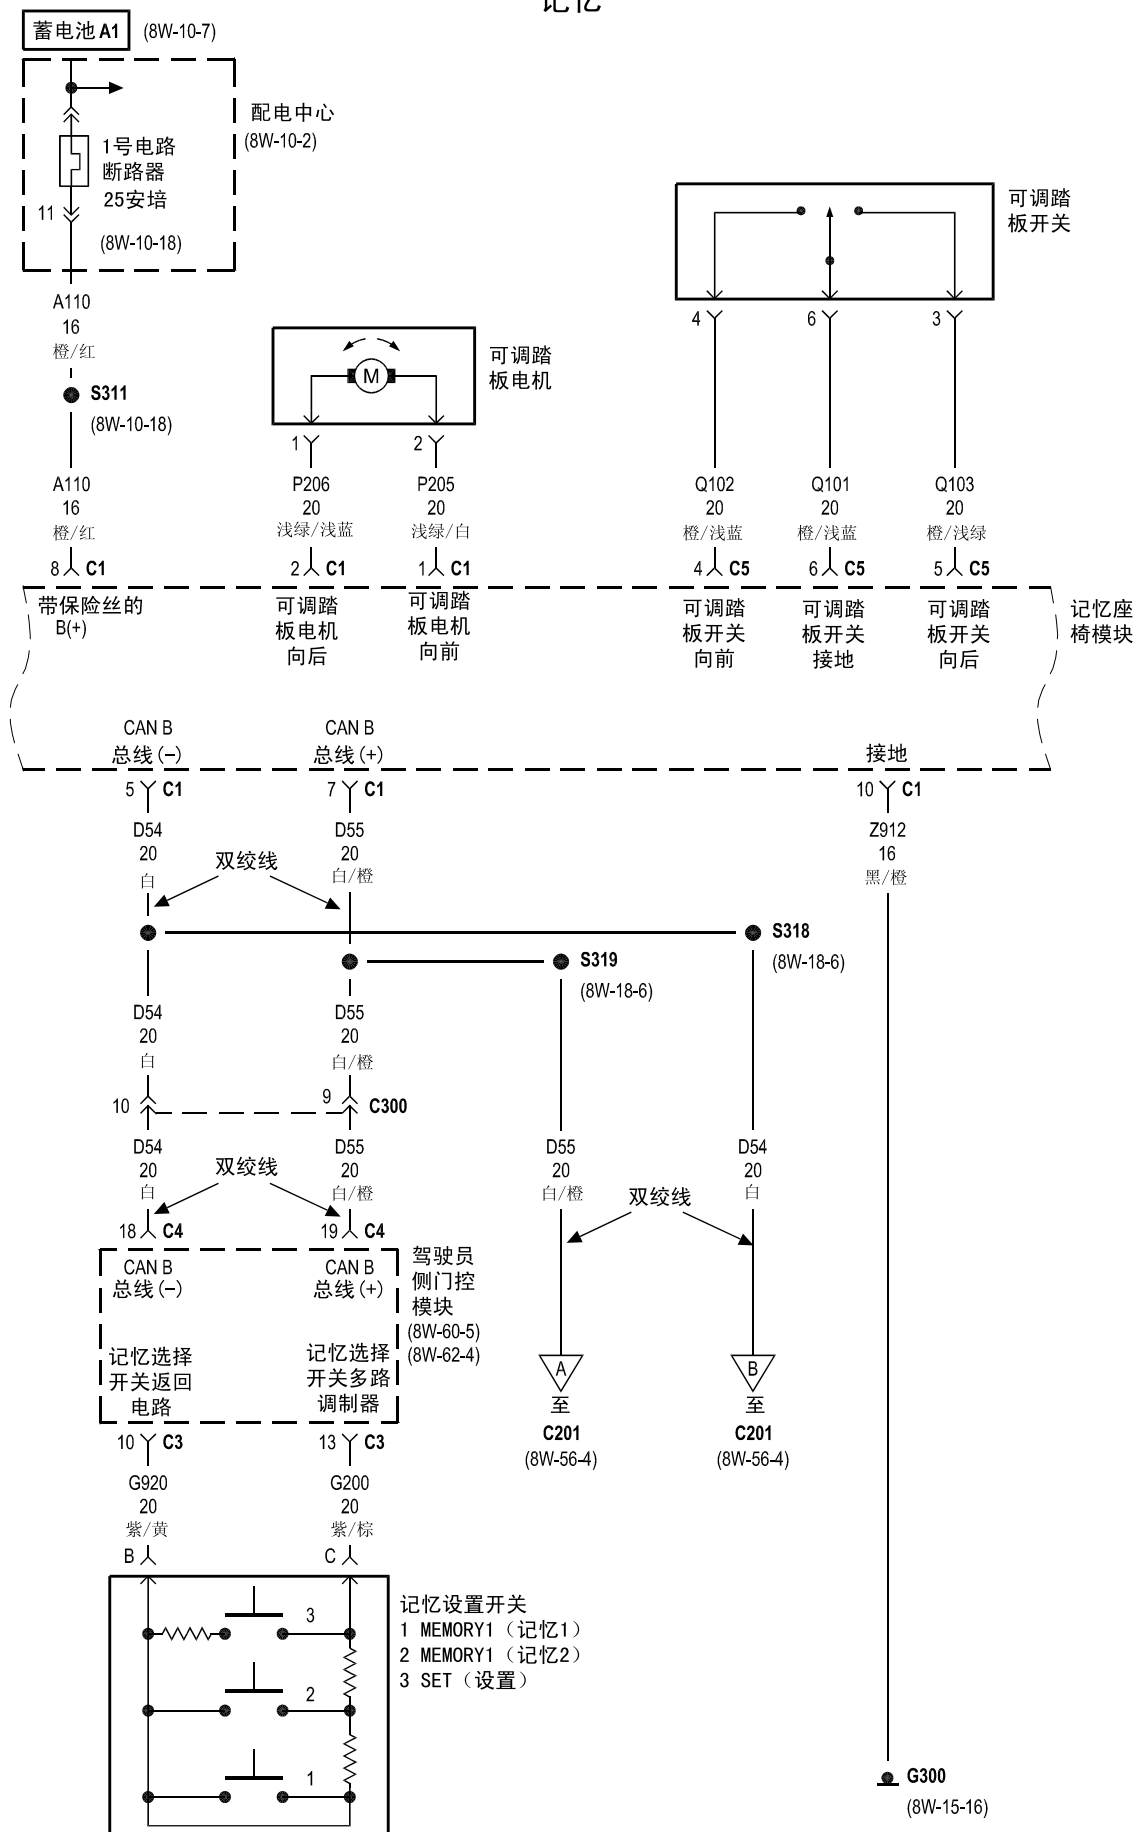 记忆
蓄电池 A1 (8W-10-7)
配电中心
(8W-10-2)
1号电路
断路器
25安培
11
(8W-10-18)
可调踏
板开关
A110
16
橙/红
S311
(8W-10-18)
可调踏
板电机
M
1
2
4
6
3
A110
16
橙/红
8 C1
P206
20
浅绿/浅蓝
2 C1
P205
20
浅绿/白
1 C1
Q102
20
橙/浅蓝
4 C5
Q101
20
橙/浅蓝
6 C5
Q103
20
橙/浅绿
5 C5
带保险丝的
B(+)
可调踏
板电机
向后
可调踏
板电机
向前
可调踏
板开关
向前
可调踏
板开关
接地
可调踏
板开关
向后
记忆座
椅模块
CAN B
总线(-)
CAN B
总线(+)
接地
5 C1
7 C1
10 C1
D54
20
白
双绞线
D55
20
白/橙
Z912
16
黑/橙
S318
(8W-18-6)
S319
(8W-18-6)
D54
20
白
D55
20
白/橙
10
9
C300
D54
20
白
双绞线
D55
20
白/橙
D55
20
白/橙
双绞线
D54
20
白
18 C4
19 C4
CAN B
总线(-)
CAN B
总线(+)
驾驶员
侧门控
模块
(8W-60-5)
(8W-62-4)
记忆选择
开关返回
电路
记忆选择
开关多路
调制器
A
至
C201
(8W-56-4)
B
至
C201
(8W-56-4)
10 C3
13 C3
G920
20
紫/黄
B
G200
20
紫/棕
C
3
2
1
记忆设置开关
1 MEMORY1（记忆1）
2 MEMORY1（记忆2）
3 SET（设置）
G300
(8W-15-16)